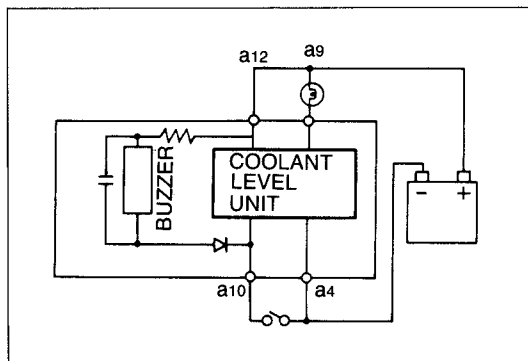 a12
a9
BUZZER
COOLANT
LEVEL
UNIT
- +
a10
a4